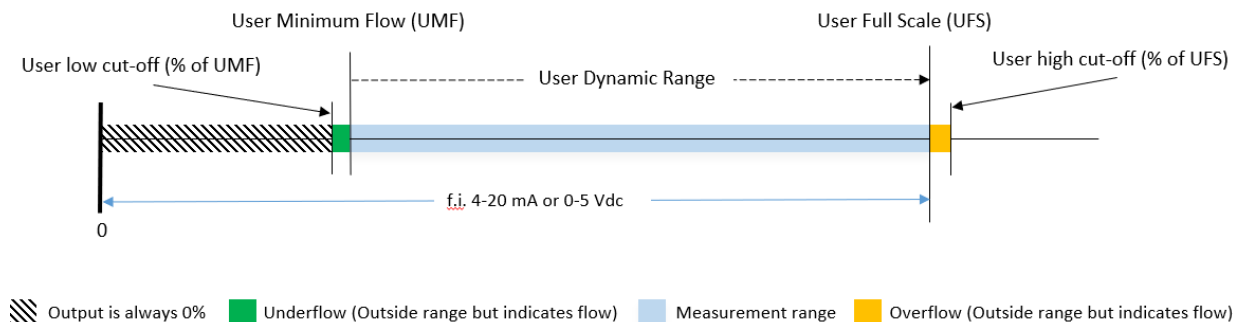 User Minimum Flow (UMF)
User Full Scale (UFS)
User low cut-off (% of UMF)
User Dynamic Range
User high cut-off (% of UFS)
f.i. 4-20 mA or 0-5 Vdc
0
Output is always 0%
Underflow (Outside range but indicates flow)
Measurement range
Overflow (Outside range but indicates flow)